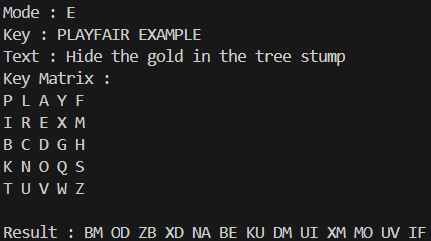 Mode : E
Key : PLAYFAIR EXAMPLE
Text : Hide the gold in the tree stump
Key Matrix :
P L A Y F
I R E X M
B C D G H
K N O Q S
T U V W Z
Result : BM OD ZB XD NA BE KU DM UI XM MO UV IF